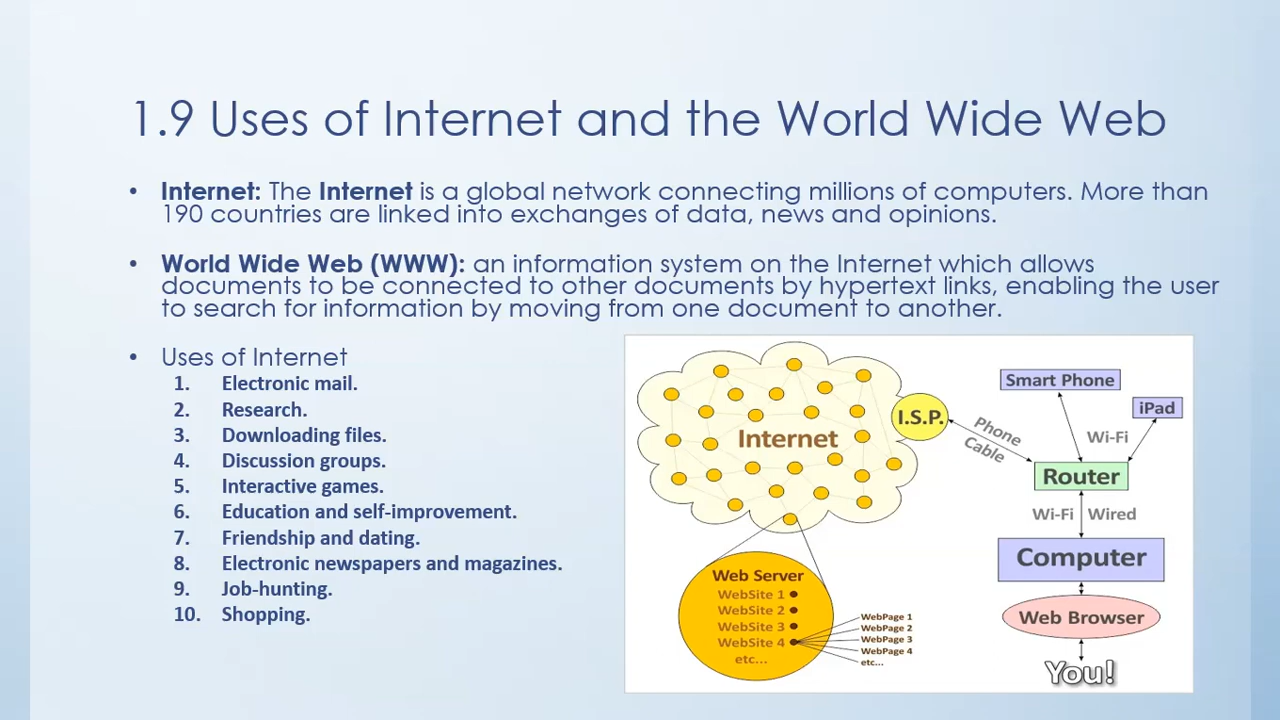 1.9 Uses of Internet and the World Wide Web
• Internet: The Internet is a global network connecting millions of computers. More than
190 countries are linked into exchanges of data, news and opinions.
• World Wide Web (WWW): an information system on the Internet which allows
documents to be connected to other documents by hypertext links, enabling the user
to search for information by moving from one document to another.
• Uses of Internet
1. Electronic mail.
2. Research.
3. Downloading files.
4. Discussion groups.
5. Interactive games.
6. Education and self-improvement.
7. Friendship and dating.
8. Electronic newspapers and magazines.
9. Job-hunting.
10. Shopping.
Internet
I.S.P.
Phone
Cable
Smart Phone
iPad
Wi-Fi
Router
Wi-Fi Wired
Computer
Web Browser
You!
Web Server
WebSite 1
WebSite 2
WebSite 3
WebSite 4
etc...
WebPage 1
WebPage 2
WebPage 3
WebPage 4
etc...